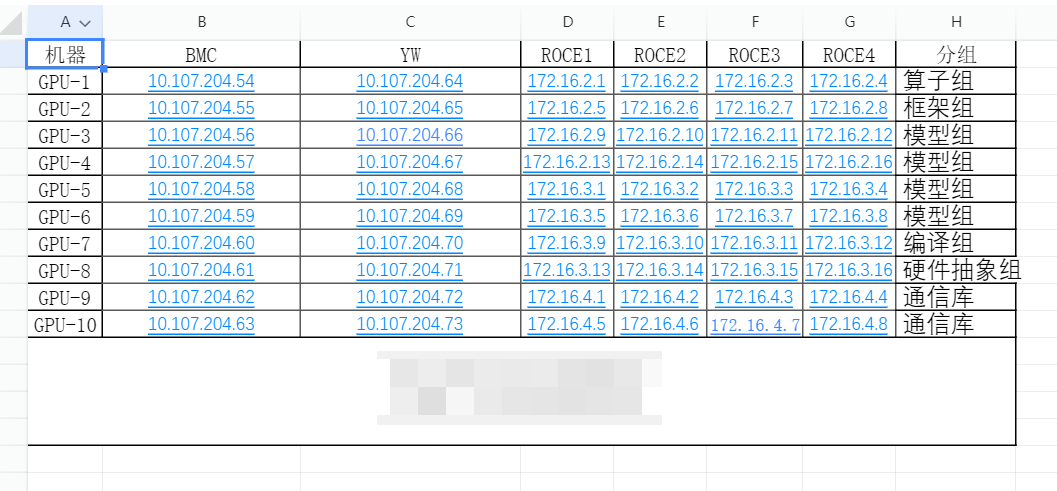 A B C D E F G H
机器 BMC YW ROCE1 ROCE2 ROCE3 ROCE4 分组
GPU-1 10.107.204.54 10.107.204.64 172.16.2.1 172.16.2.2 172.16.2.3 172.16.2.4 算子组
GPU-2 10.107.204.55 10.107.204.65 172.16.2.5 172.16.2.6 172.16.2.7 172.16.2.8 框架组
GPU-3 10.107.204.56 10.107.204.66 172.16.2.9 172.16.2.10 172.16.2.11 172.16.2.12 模型组
GPU-4 10.107.204.57 10.107.204.67 172.16.2.13 172.16.2.14 172.16.2.15 172.16.2.16 模型组
GPU-5 10.107.204.58 10.107.204.68 172.16.3.1 172.16.3.2 172.16.3.3 172.16.3.4 模型组
GPU-6 10.107.204.59 10.107.204.69 172.16.3.5 172.16.3.6 172.16.3.7 172.16.3.8 模型组
GPU-7 10.107.204.60 10.107.204.70 172.16.3.9 172.16.3.10 172.16.3.11 172.16.3.12 编译组
GPU-8 10.107.204.61 10.107.204.71 172.16.3.13 172.16.3.14 172.16.3.15 172.16.3.16 硬件抽象组
GPU-9 10.107.204.62 10.107.204.72 172.16.4.1 172.16.4.2 172.16.4.3 172.16.4.4 通信库
GPU-10 10.107.204.63 10.107.204.73 172.16.4.5 172.16.4.6 172.16.4.7 172.16.4.8 通信库